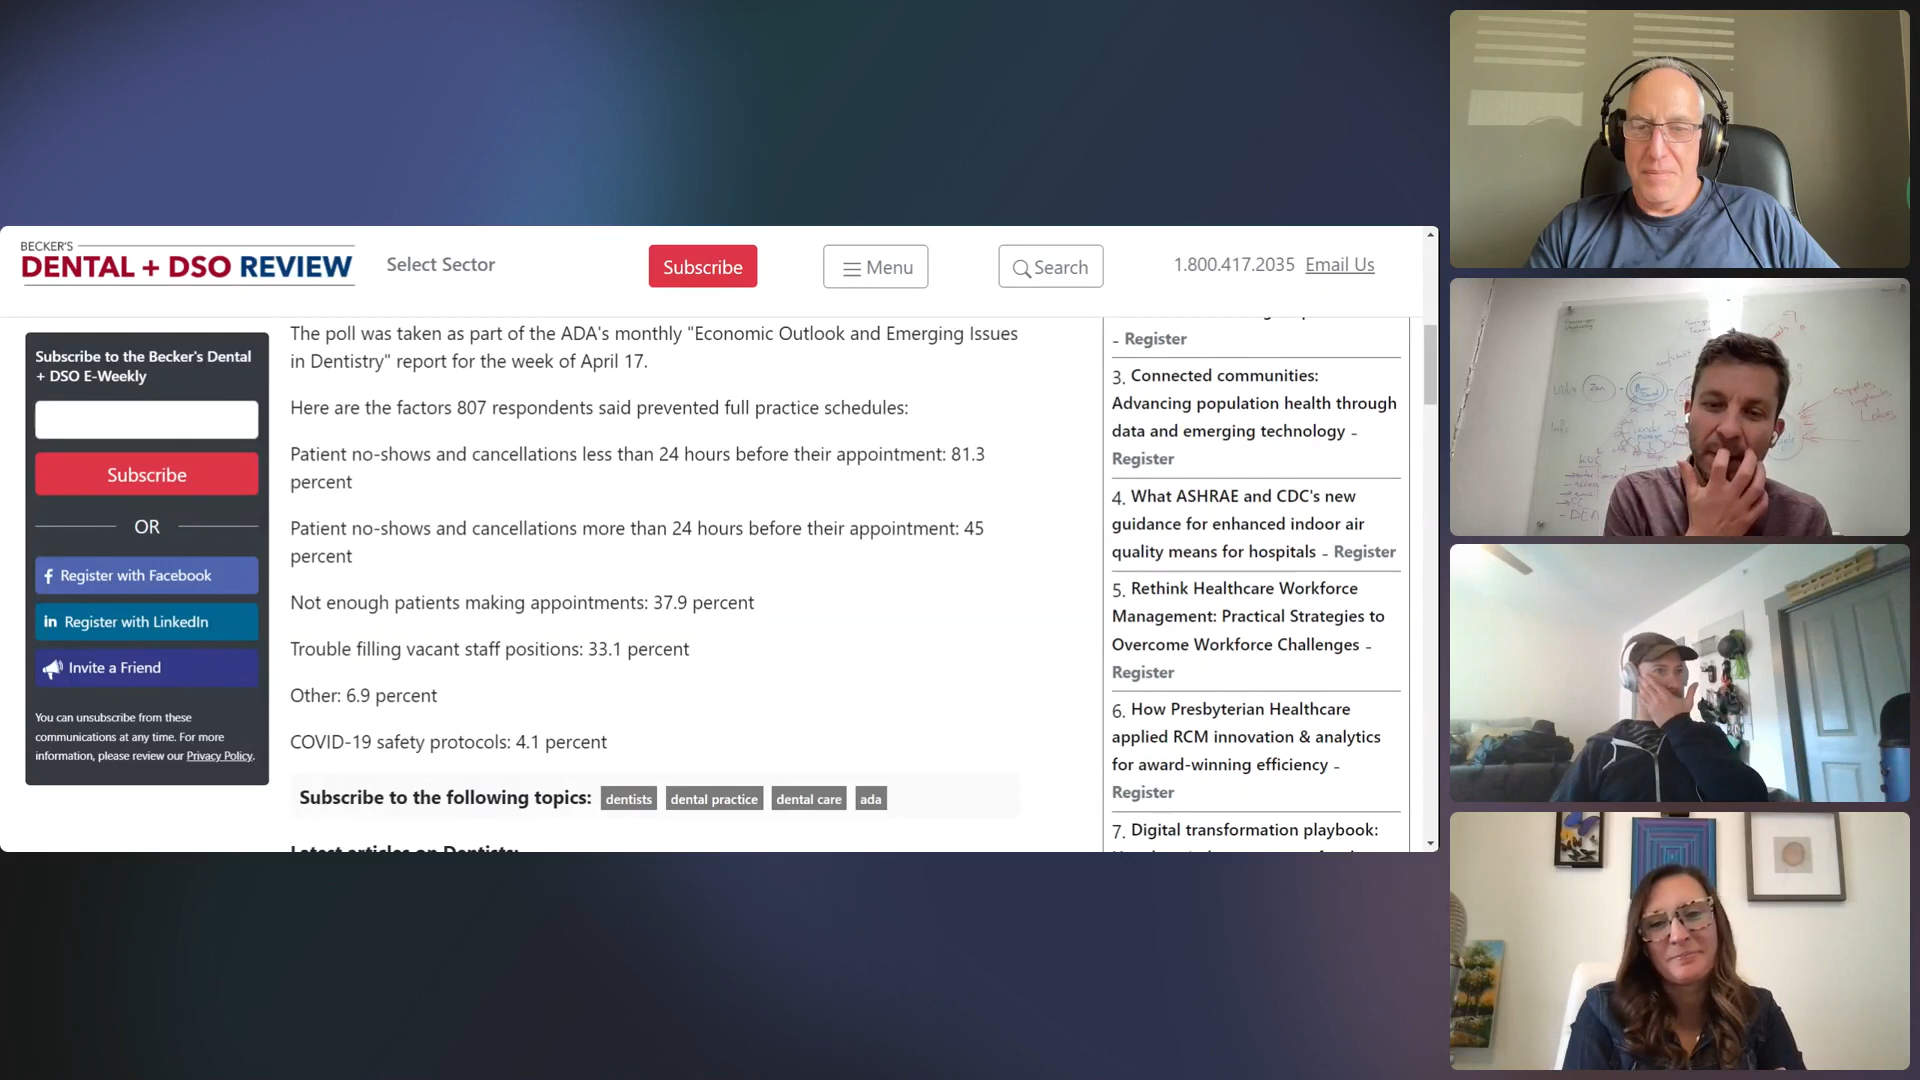 BECKER'S
DENTAL + DSO REVIEW
Select Sector
Subscribe
Menu
Search
1.800.417.2035 Email Us
Subscribe to the Becker's Dental
+ DSO E-Weekly
Subscribe
OR
Register with Facebook
in Register with LinkedIn
Invite a Friend
You can unsubscribe from these
communications at any time. For more
information, please review our Privacy Policy.
The poll was taken as part of the ADA's monthly "Economic Outlook and Emerging Issues
in Dentistry" report for the week of April 17.
Here are the factors 807 respondents said prevented full practice schedules:
Patient no-shows and cancellations less than 24 hours before their appointment: 81.3
percent
Patient no-shows and cancellations more than 24 hours before their appointment: 45
percent
Not enough patients making appointments: 37.9 percent
Trouble filling vacant staff positions: 33.1 percent
Other: 6.9 percent
COVID-19 safety protocols: 4.1 percent
Subscribe to the following topics: dentists dental practice dental care ada
Latest articles on Dentists:
- Register
3. Connected communities:
Advancing population health through
data and emerging technology -
Register
4. What ASHRAE and CDC's new
guidance for enhanced indoor air
quality means for hospitals - Register
5. Rethink Healthcare Workforce
Management: Practical Strategies to
Overcome Workforce Challenges -
Register
6. How Presbyterian Healthcare
applied RCM innovation & analytics
for award-winning efficiency -
Register
7. Digital transformation playbook: